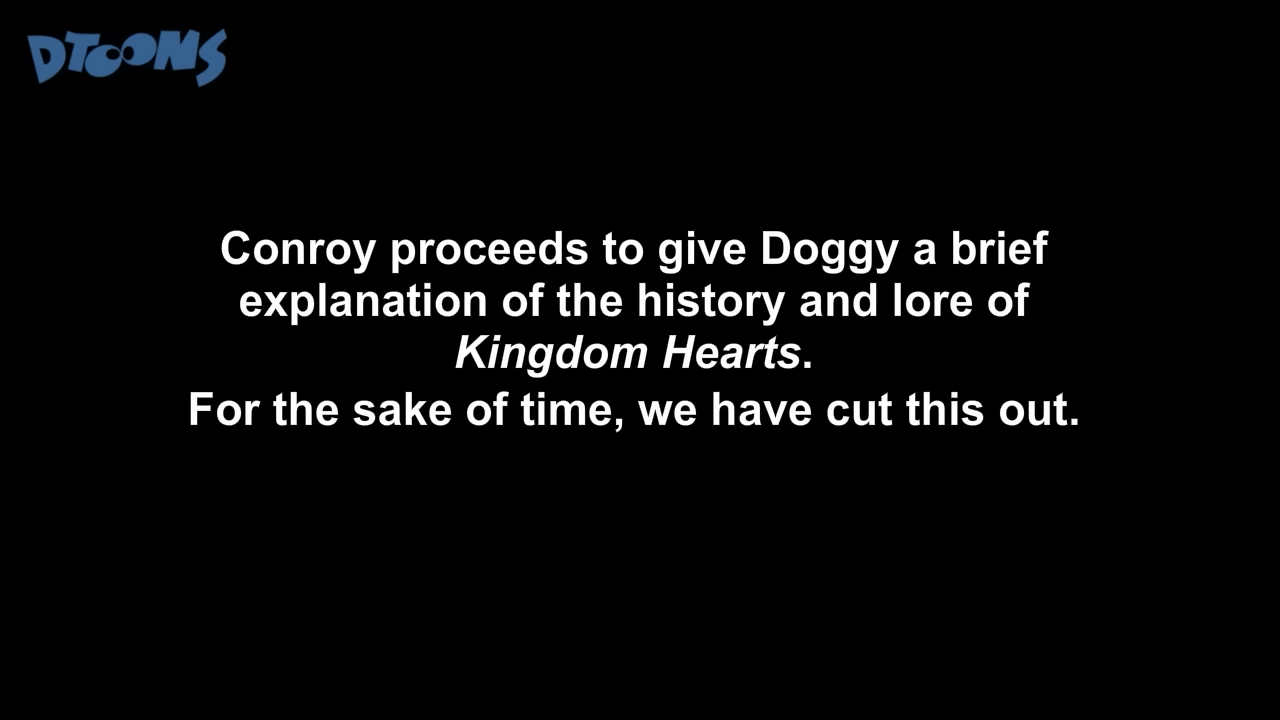 DTOONS
Conroy proceeds to give Doggy a brief
explanation of the history and lore of
Kingdom Hearts.
For the sake of time, we have cut this out.